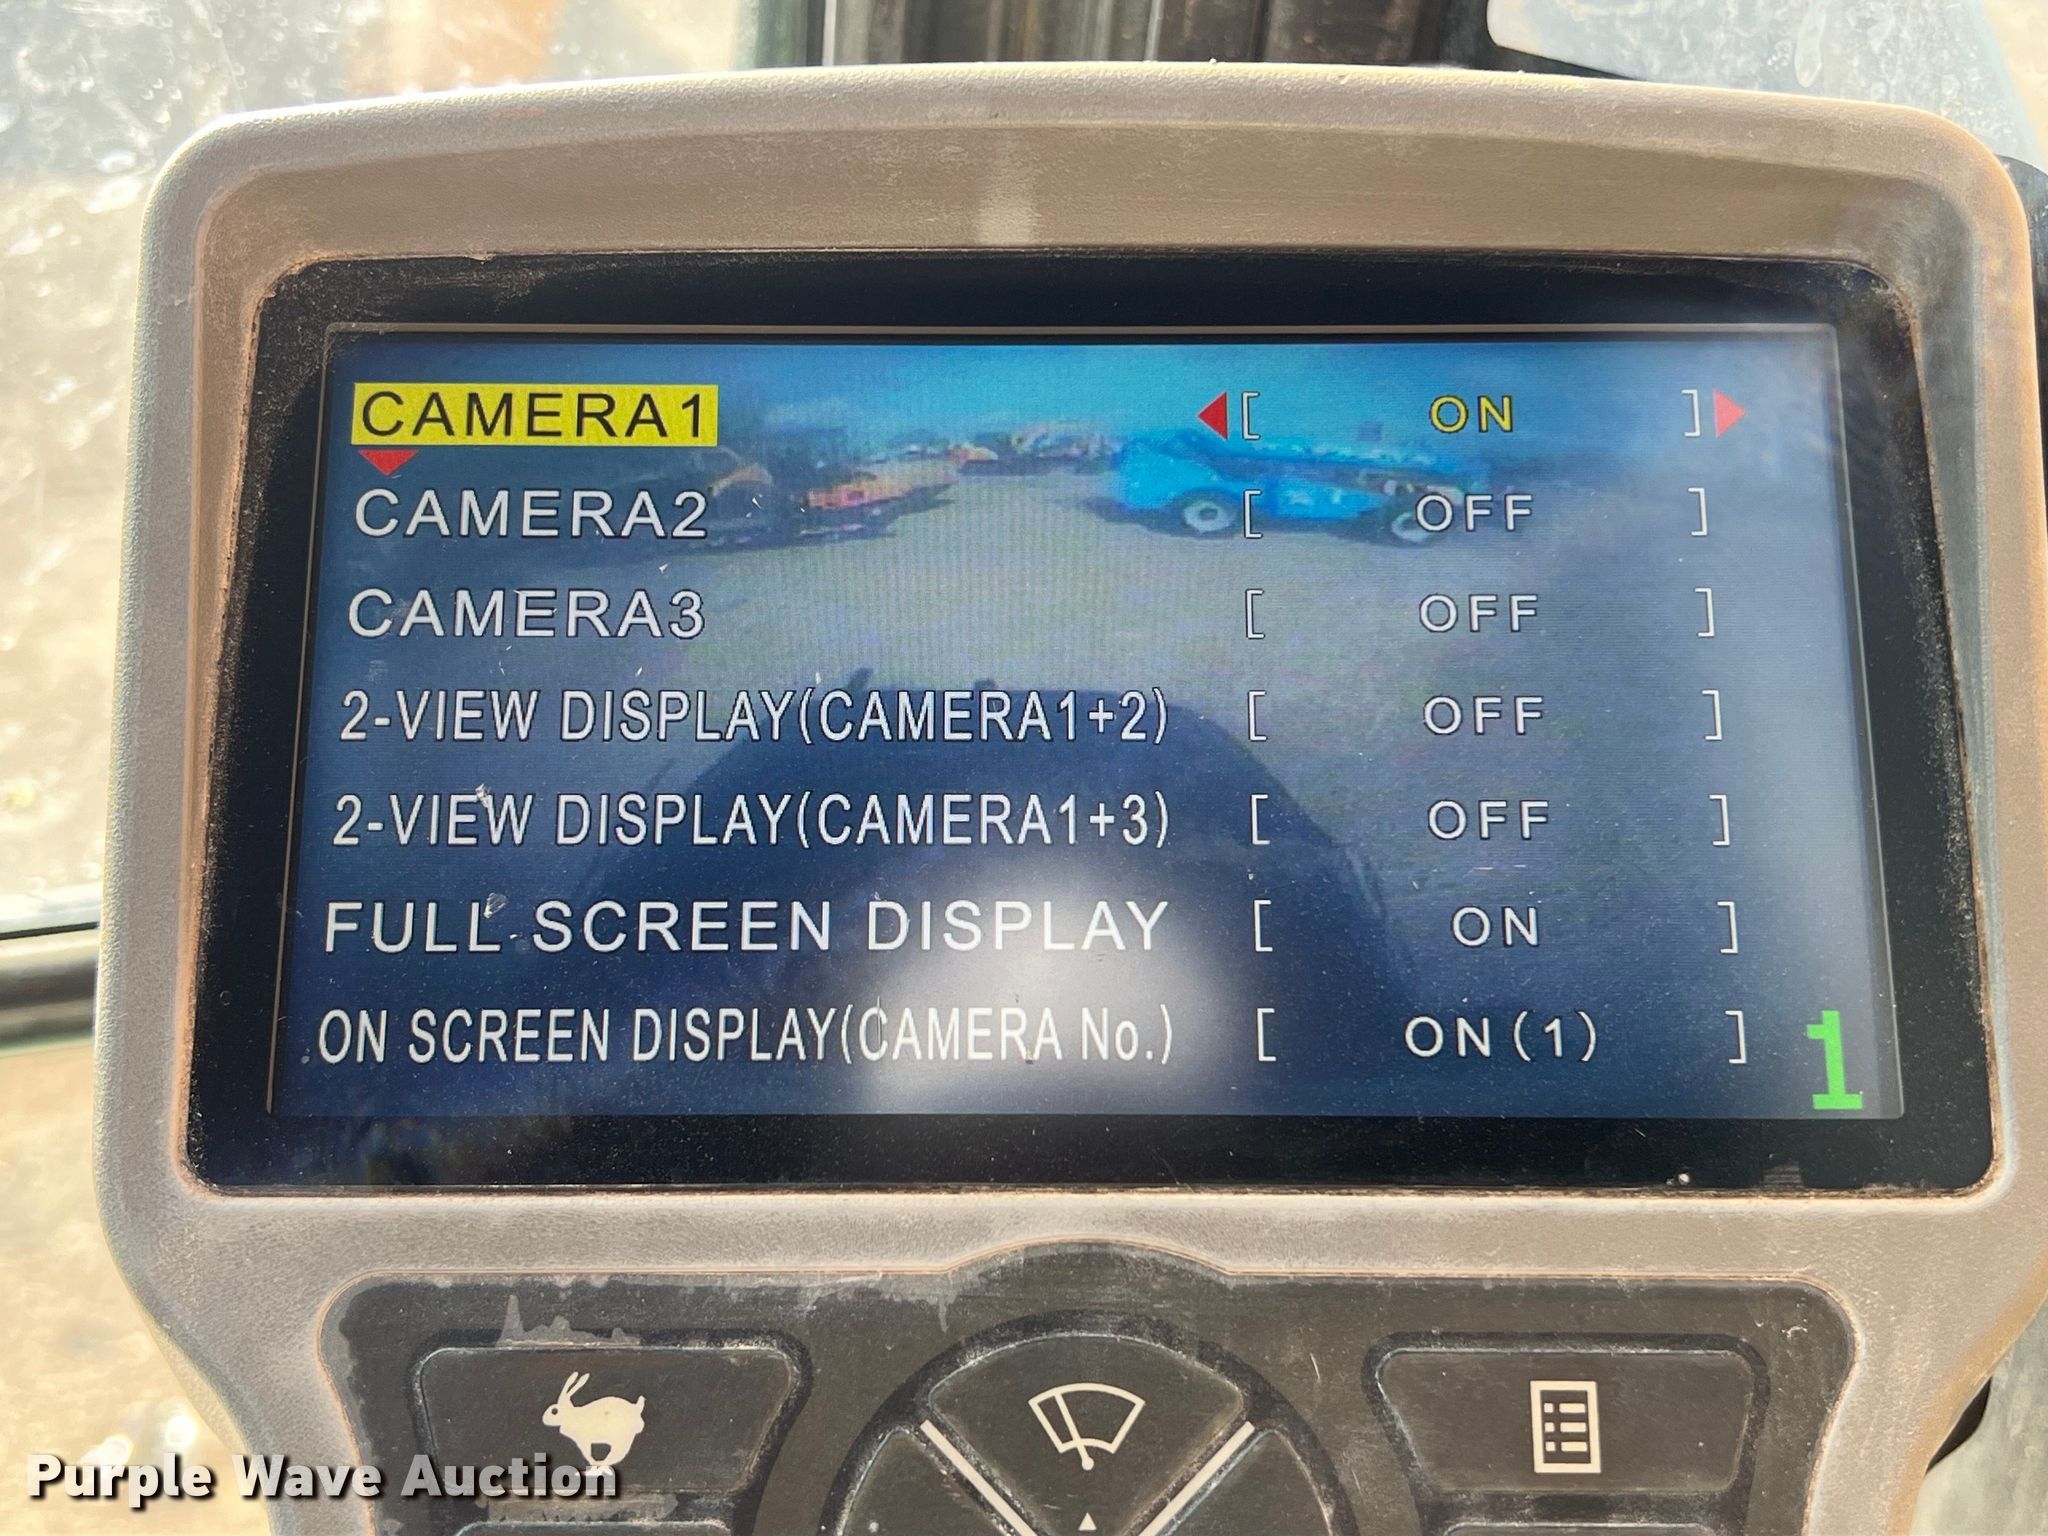 CAMERA1 [ ON ]
CAMERA2 [ OFF ]
CAMERA3 [ OFF ]
2-VIEW DISPLAY(CAMERA1+2) [ OFF ]
2-VIEW DISPLAY(CAMERA1+3) [ OFF ]
FULL SCREEN DISPLAY [ ON ]
ON SCREEN DISPLAY(CAMERA No.) [ ON(1) ]
1
Purple Wave Auction